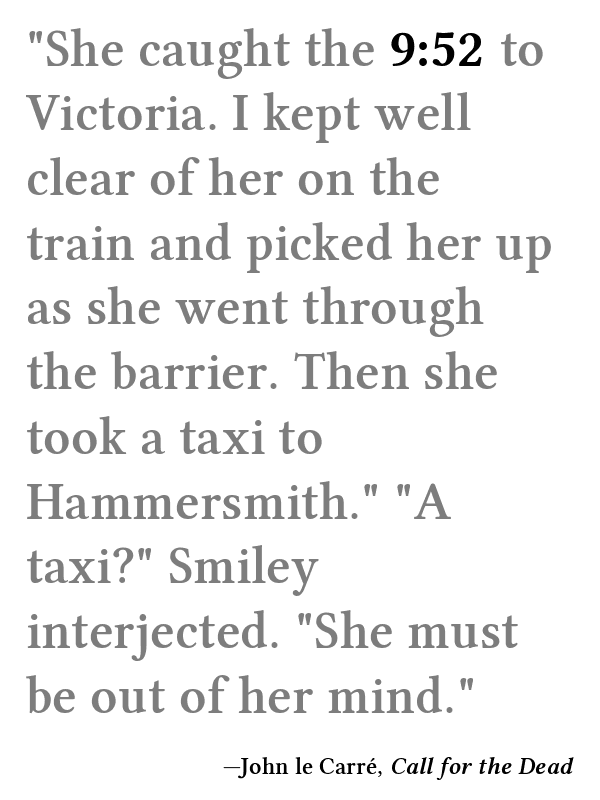 "She caught the 9:52 to
Victoria. I kept well
clear of her on the
train and picked her up
as she went through
the barrier. Then she
took a taxi to
Hammersmith." "A
taxi?" Smiley
interjected. "She must
be out of her mind."
—John le Carré, Call for the Dead